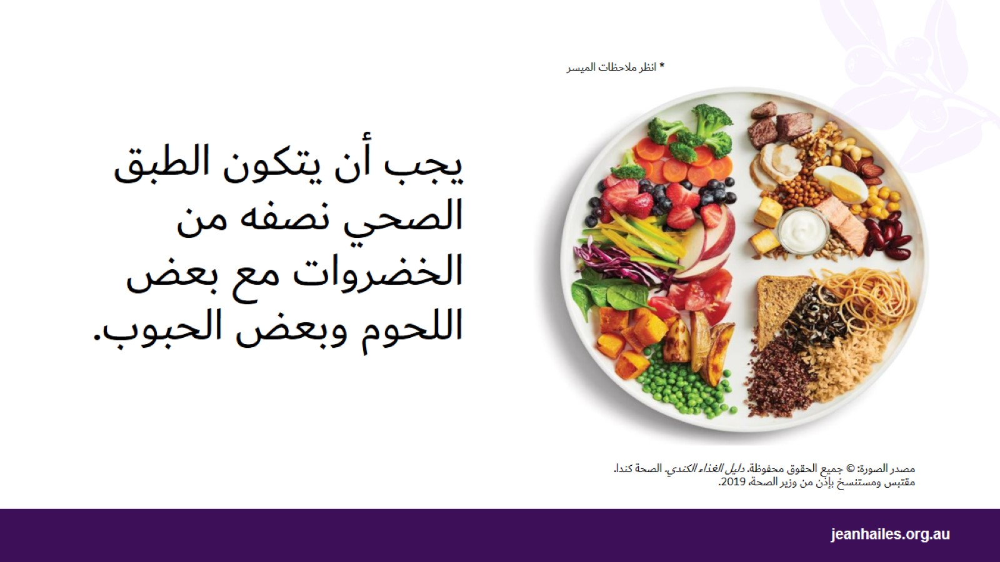 * انظر ملاحظات الميسر
يجب أن يتكون الطبق
الصحي نصفه من
الخضروات مع بعض
اللحوم وبعض الحبوب.
مصدر الصورة: © جميع الحقوق محفوظة. دليل الغذاء الكندي. الصحة كندا.
مقتبس ومستنسخ بإذن من وزير الصحة، 2019.
jeanhailes.org.au